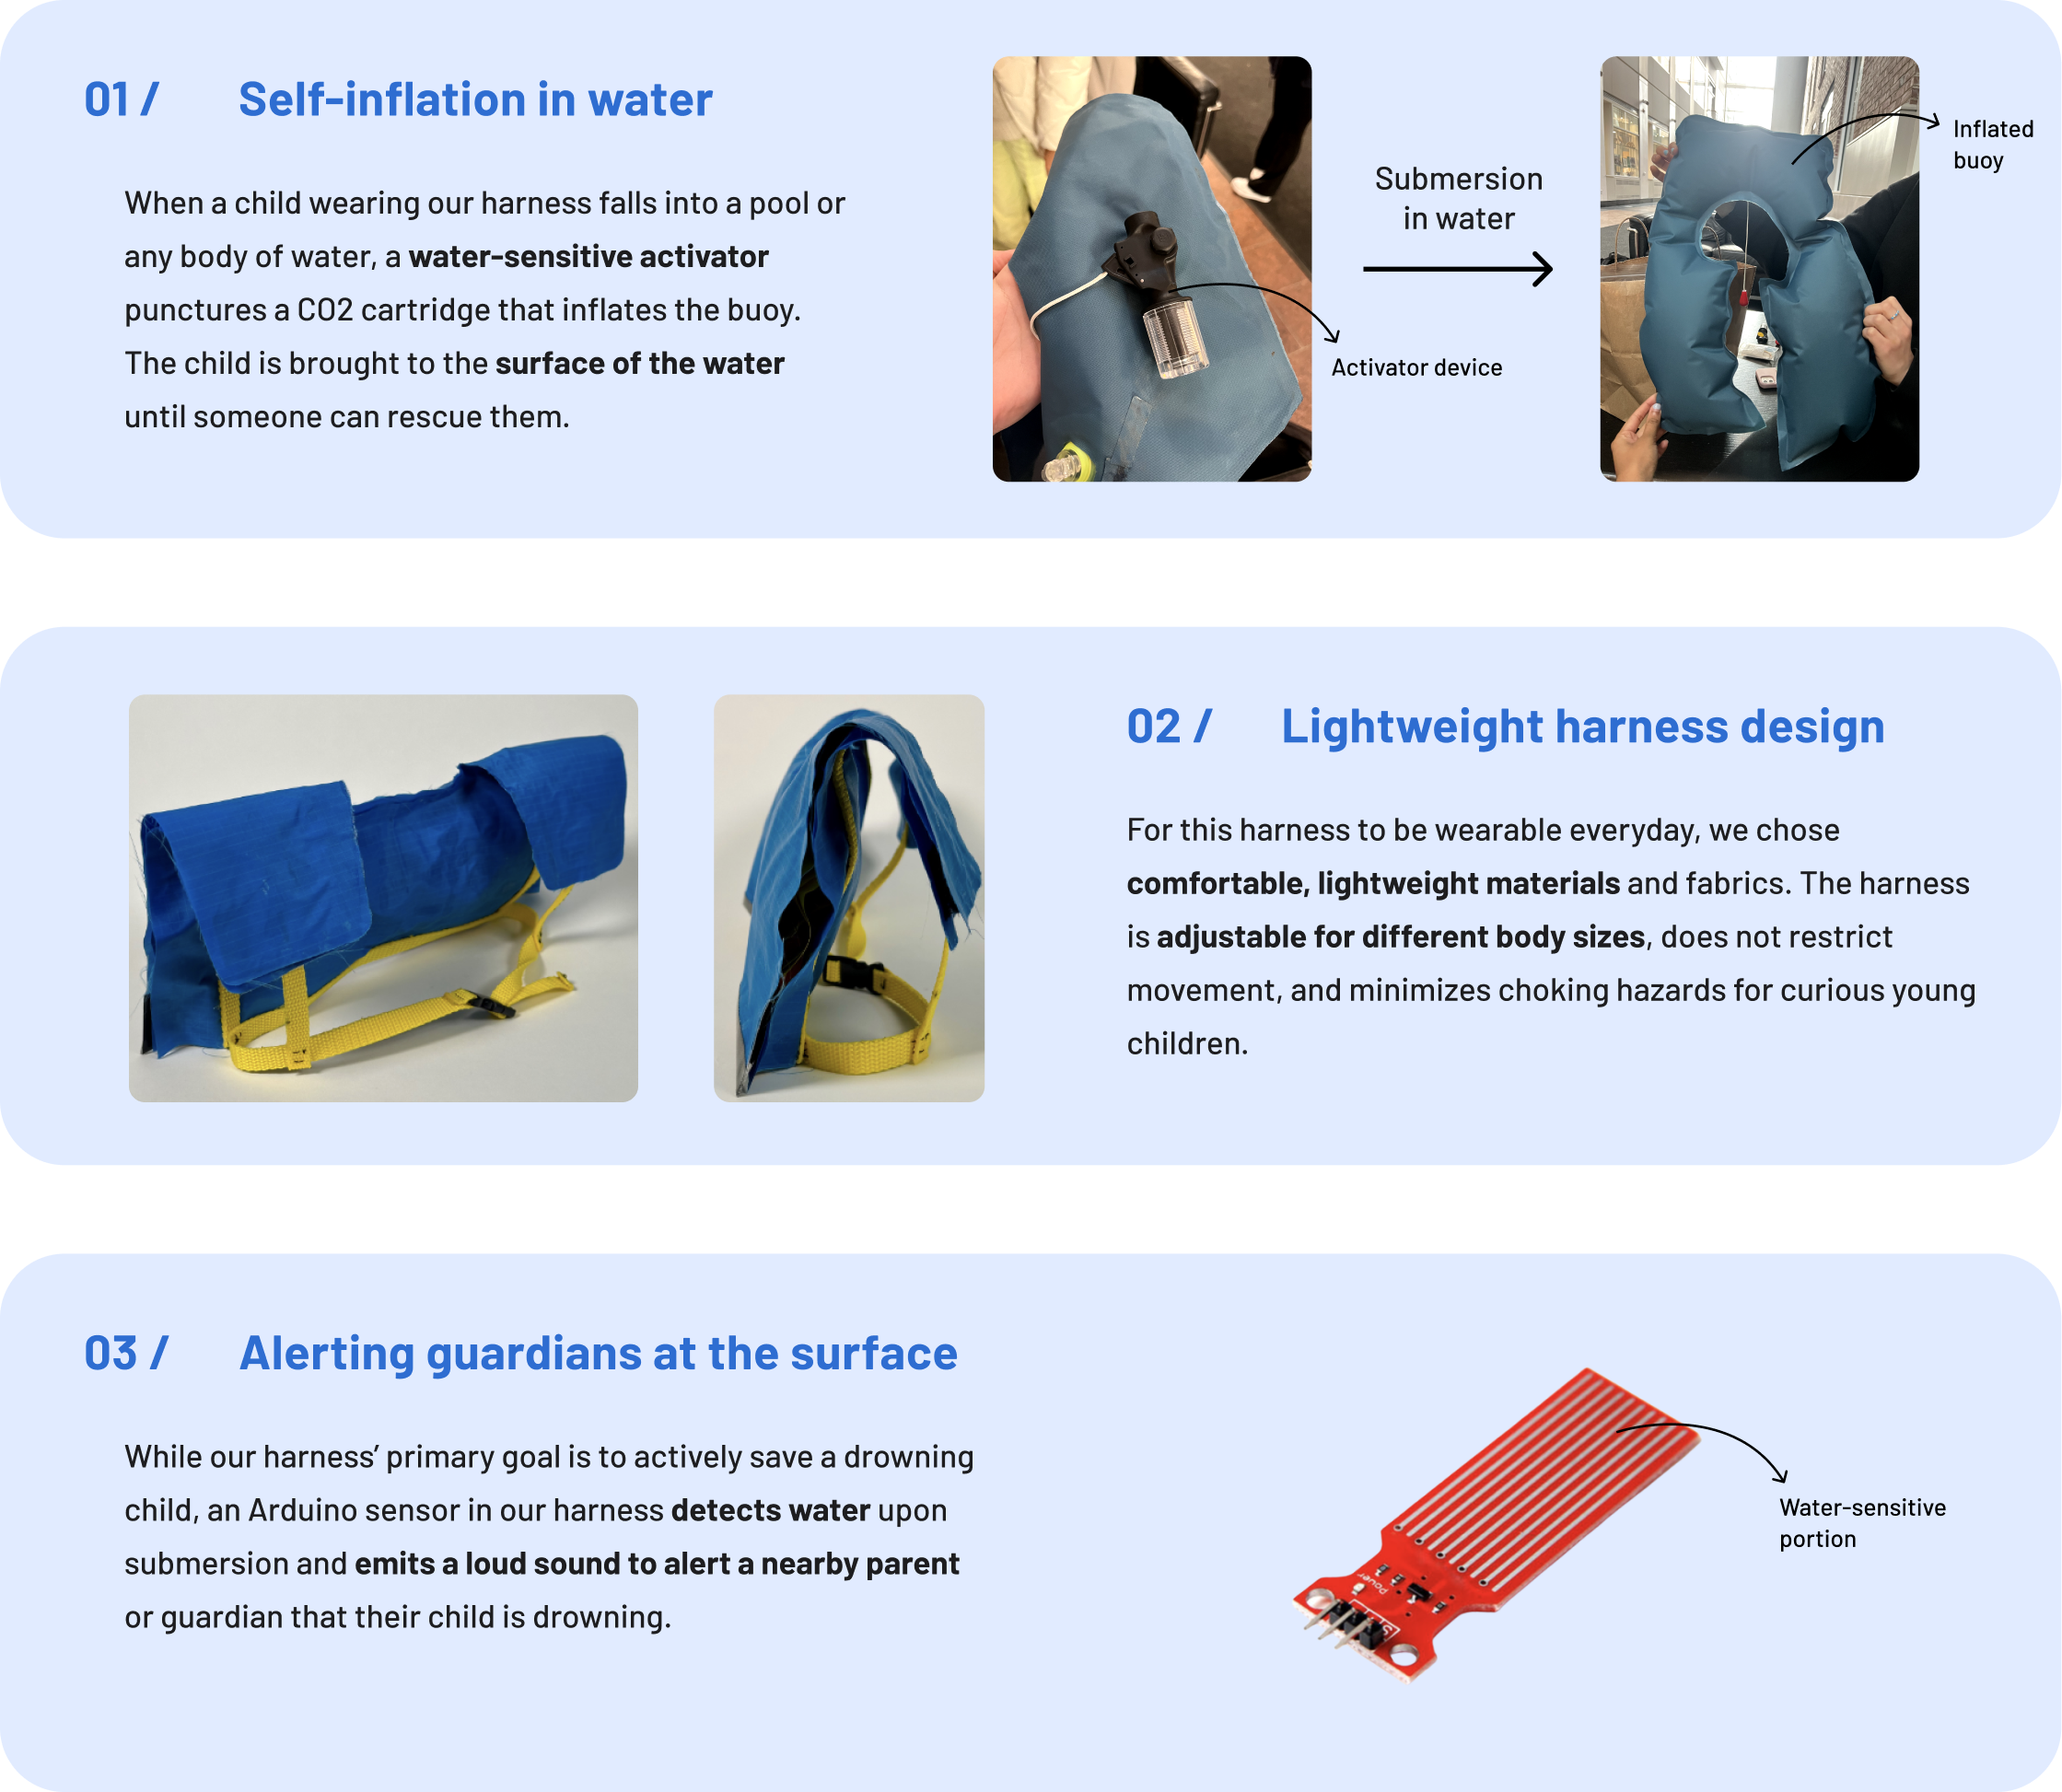 01 /
Self-inflation in water
When a child wearing our harness falls into a pool or
any body of water, a water-sensitive activator
punctures a CO2 cartridge that inflates the buoy.
The child is brought to the surface of the water
until someone can rescue them.
Submersion
in water
Activator device
Inflated
buoy
02 /
Lightweight harness design
For this harness to be wearable everyday, we chose
comfortable, lightweight materials and fabrics. The harness
is adjustable for different body sizes, does not restrict
movement, and minimizes choking hazards for curious young
children.
03 /
Alerting guardians at the surface
While our harness’ primary goal is to actively save a drowning
child, an Arduino sensor in our harness detects water upon
submersion and emits a loud sound to alert a nearby parent
or guardian that their child is drowning.
Water-sensitive
portion
Power
S